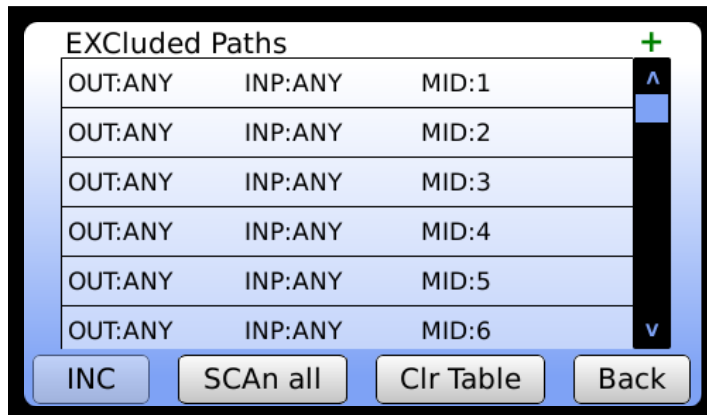 EXCluded Paths +
OUT:ANY INP:ANY MID:1
OUT:ANY INP:ANY MID:2
OUT:ANY INP:ANY MID:3
OUT:ANY INP:ANY MID:4
OUT:ANY INP:ANY MID:5
OUT:ANY INP:ANY MID:6
INC SCAn all Clr Table Back